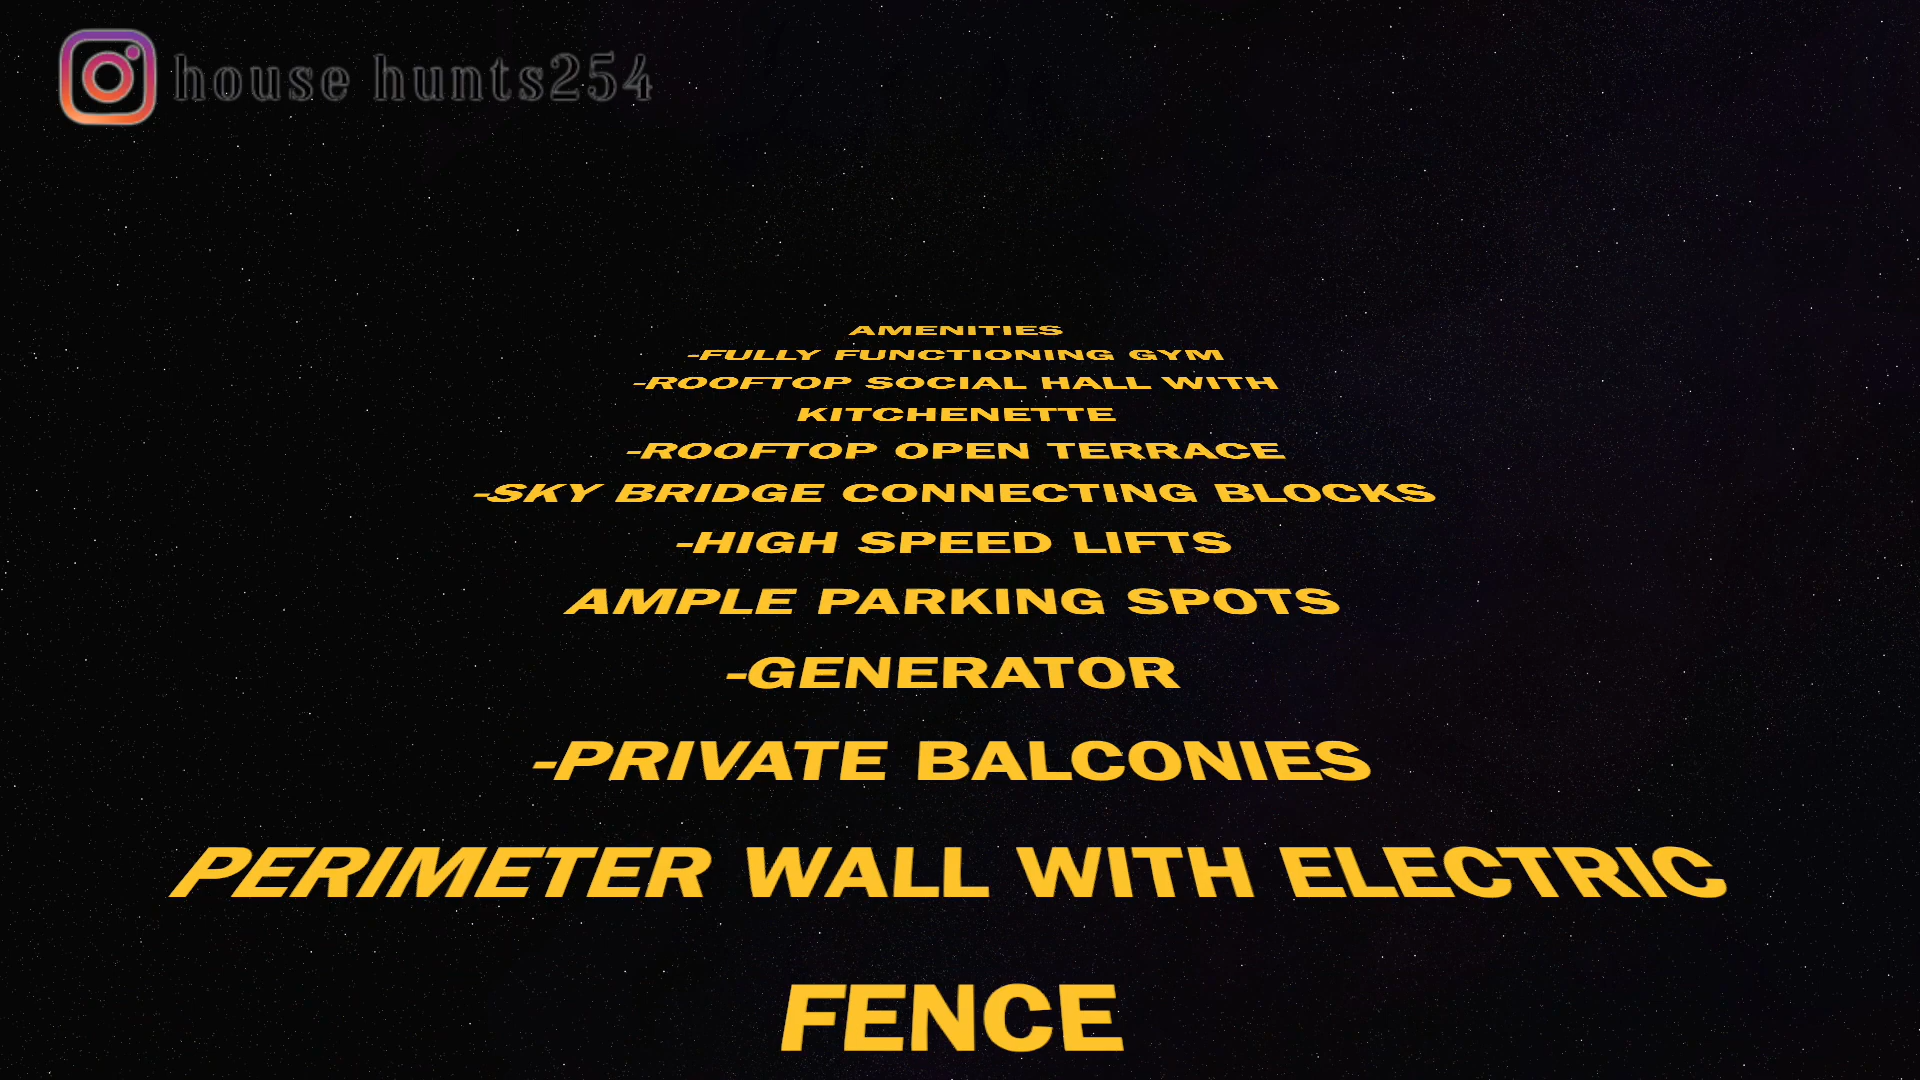 house hunts254
AMENITIES
-FULLY FUNCTIONING GYM
-ROOFTOP SOCIAL HALL WITH
KITCHENETTE
-ROOFTOP OPEN TERRACE
-SKY BRIDGE CONNECTING BLOCKS
-HIGH SPEED LIFTS
AMPLE PARKING SPOTS
-GENERATOR
-PRIVATE BALCONIES
PERIMETER WALL WITH ELECTRIC
FENCE